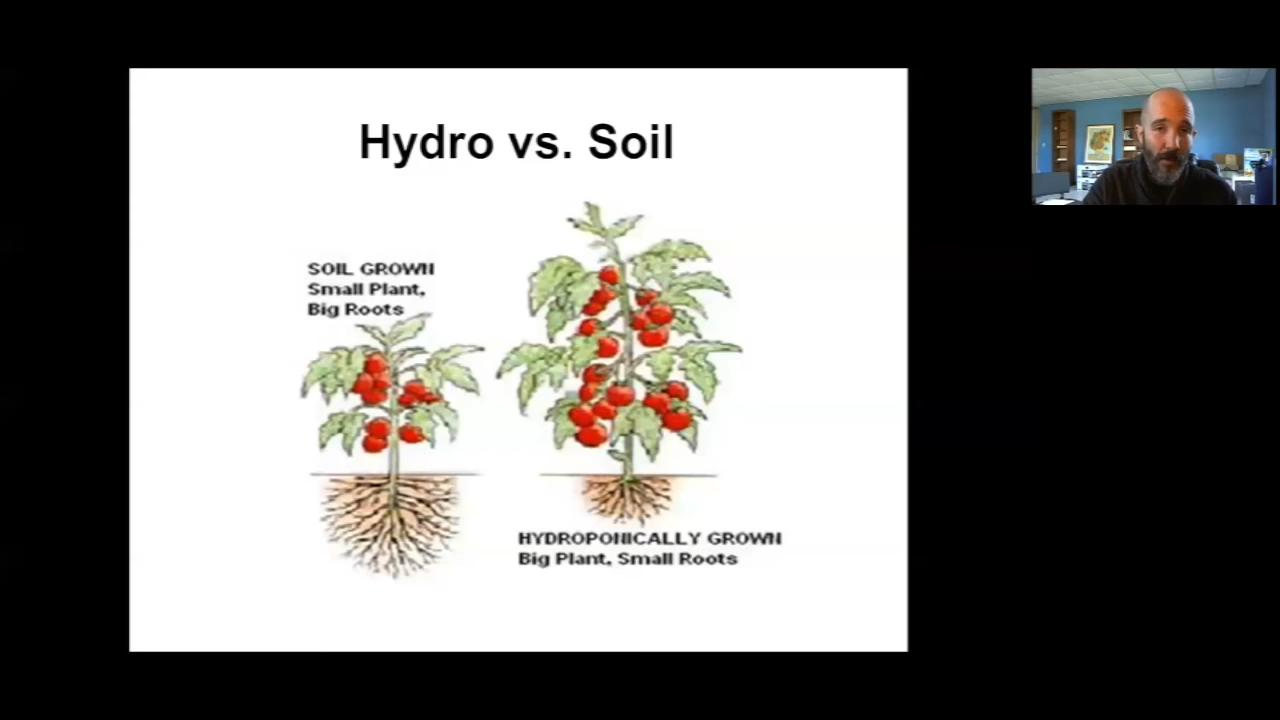 Hydro vs. Soil
SOIL GROWN
Small Plant,
Big Roots
HYDROPONICALLY GROWN
Big Plant, Small Roots